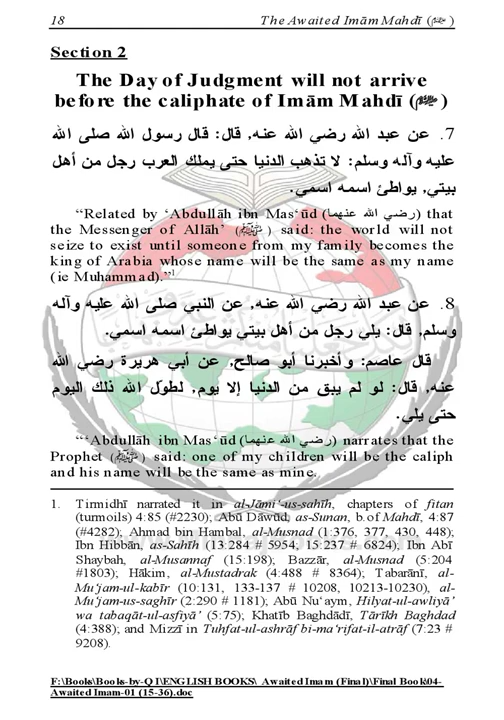 18 The Awaited Imām Mahdī (ﷺ)
Section 2
The Day of Judgment will not arrive
before the caliphate of Imām Mahdī ( )
7. عن عبد الله رضي الله عنه, قال: قال رسول الله صلى الله
عليه وآله وسلم: لا تذهب الدنيا حتى يملك العرب رجل من أهل
بيتي, يواطئ اسمه اسمي.
“Related by ‘Abdullāh ibn Mas‘ūd (رضي الله عنهما) that
the Messenger of Allāh’ (ﷺ) said: the world will not
seize to exist until someone from my family becomes the
king of Arabia whose name will be the same as my name
(ie Muhammad).”1
8. عن عبد الله رضي الله عنه, عن النبي صلى الله عليه وآله
وسلم, قال: يلي رجل من أهل بيتي يواطئ اسمه اسمي.
قال عاصم: وأخبرنا أبو صالح, عن أبي هريرة رضي الله
عنه, قال: لو لم يبق من الدنيا إلا يوم, لطول الله ذلك اليوم
حتى يلي.
“‘Abdullāh ibn Mas‘ūd (رضي الله عنهما) narrates that the
Prophet (ﷺ) said: one of my children will be the caliph
and his name will be the same as mine.
1. Tirmidhī narrated it in al-Jāmi‘-us-sahīh, chapters of fitan
(turmoils) 4:85 (#2230); Abū Dāwūd, as-Sunan, b. of Mahdī, 4:87
(#4282); Ahmad bin Hambal, al-Musnad (1:376, 377, 430, 448);
Ibn Hibbān, as-Sahīh (13:284 # 5954; 15:237 # 6824); Ibn Abī
Shaybah, al-Musannaf (15:198); Bazzār, al-Musnad (5:204
#1803); Hākim, al-Mustadrak (4:488 # 8364); Tabarānī, al-
Mu‘jam-ul-kabīr (10:131, 133-137 # 10208, 10213-10230), al-
Mu‘jam-us-saghīr (2:290 # 1181); Abū Nu‘aym, Hilyat-ul-awliyā’
wa tabaqāt-ul-asfiyā’ (5:75); Khatīb Baghdādī, Tārīkh Baghdad
(4:388); and Mizzī in Tuhfat-ul-ashrāf bi-ma‘rifat-il-atrāf (7:23 #
9208).
F:\Books\Books-by-Q I\ENGLISH BOOKS\ Awaited Imam (Final)\Final Book\04-
Awaited Imam-01 (15-36).doc